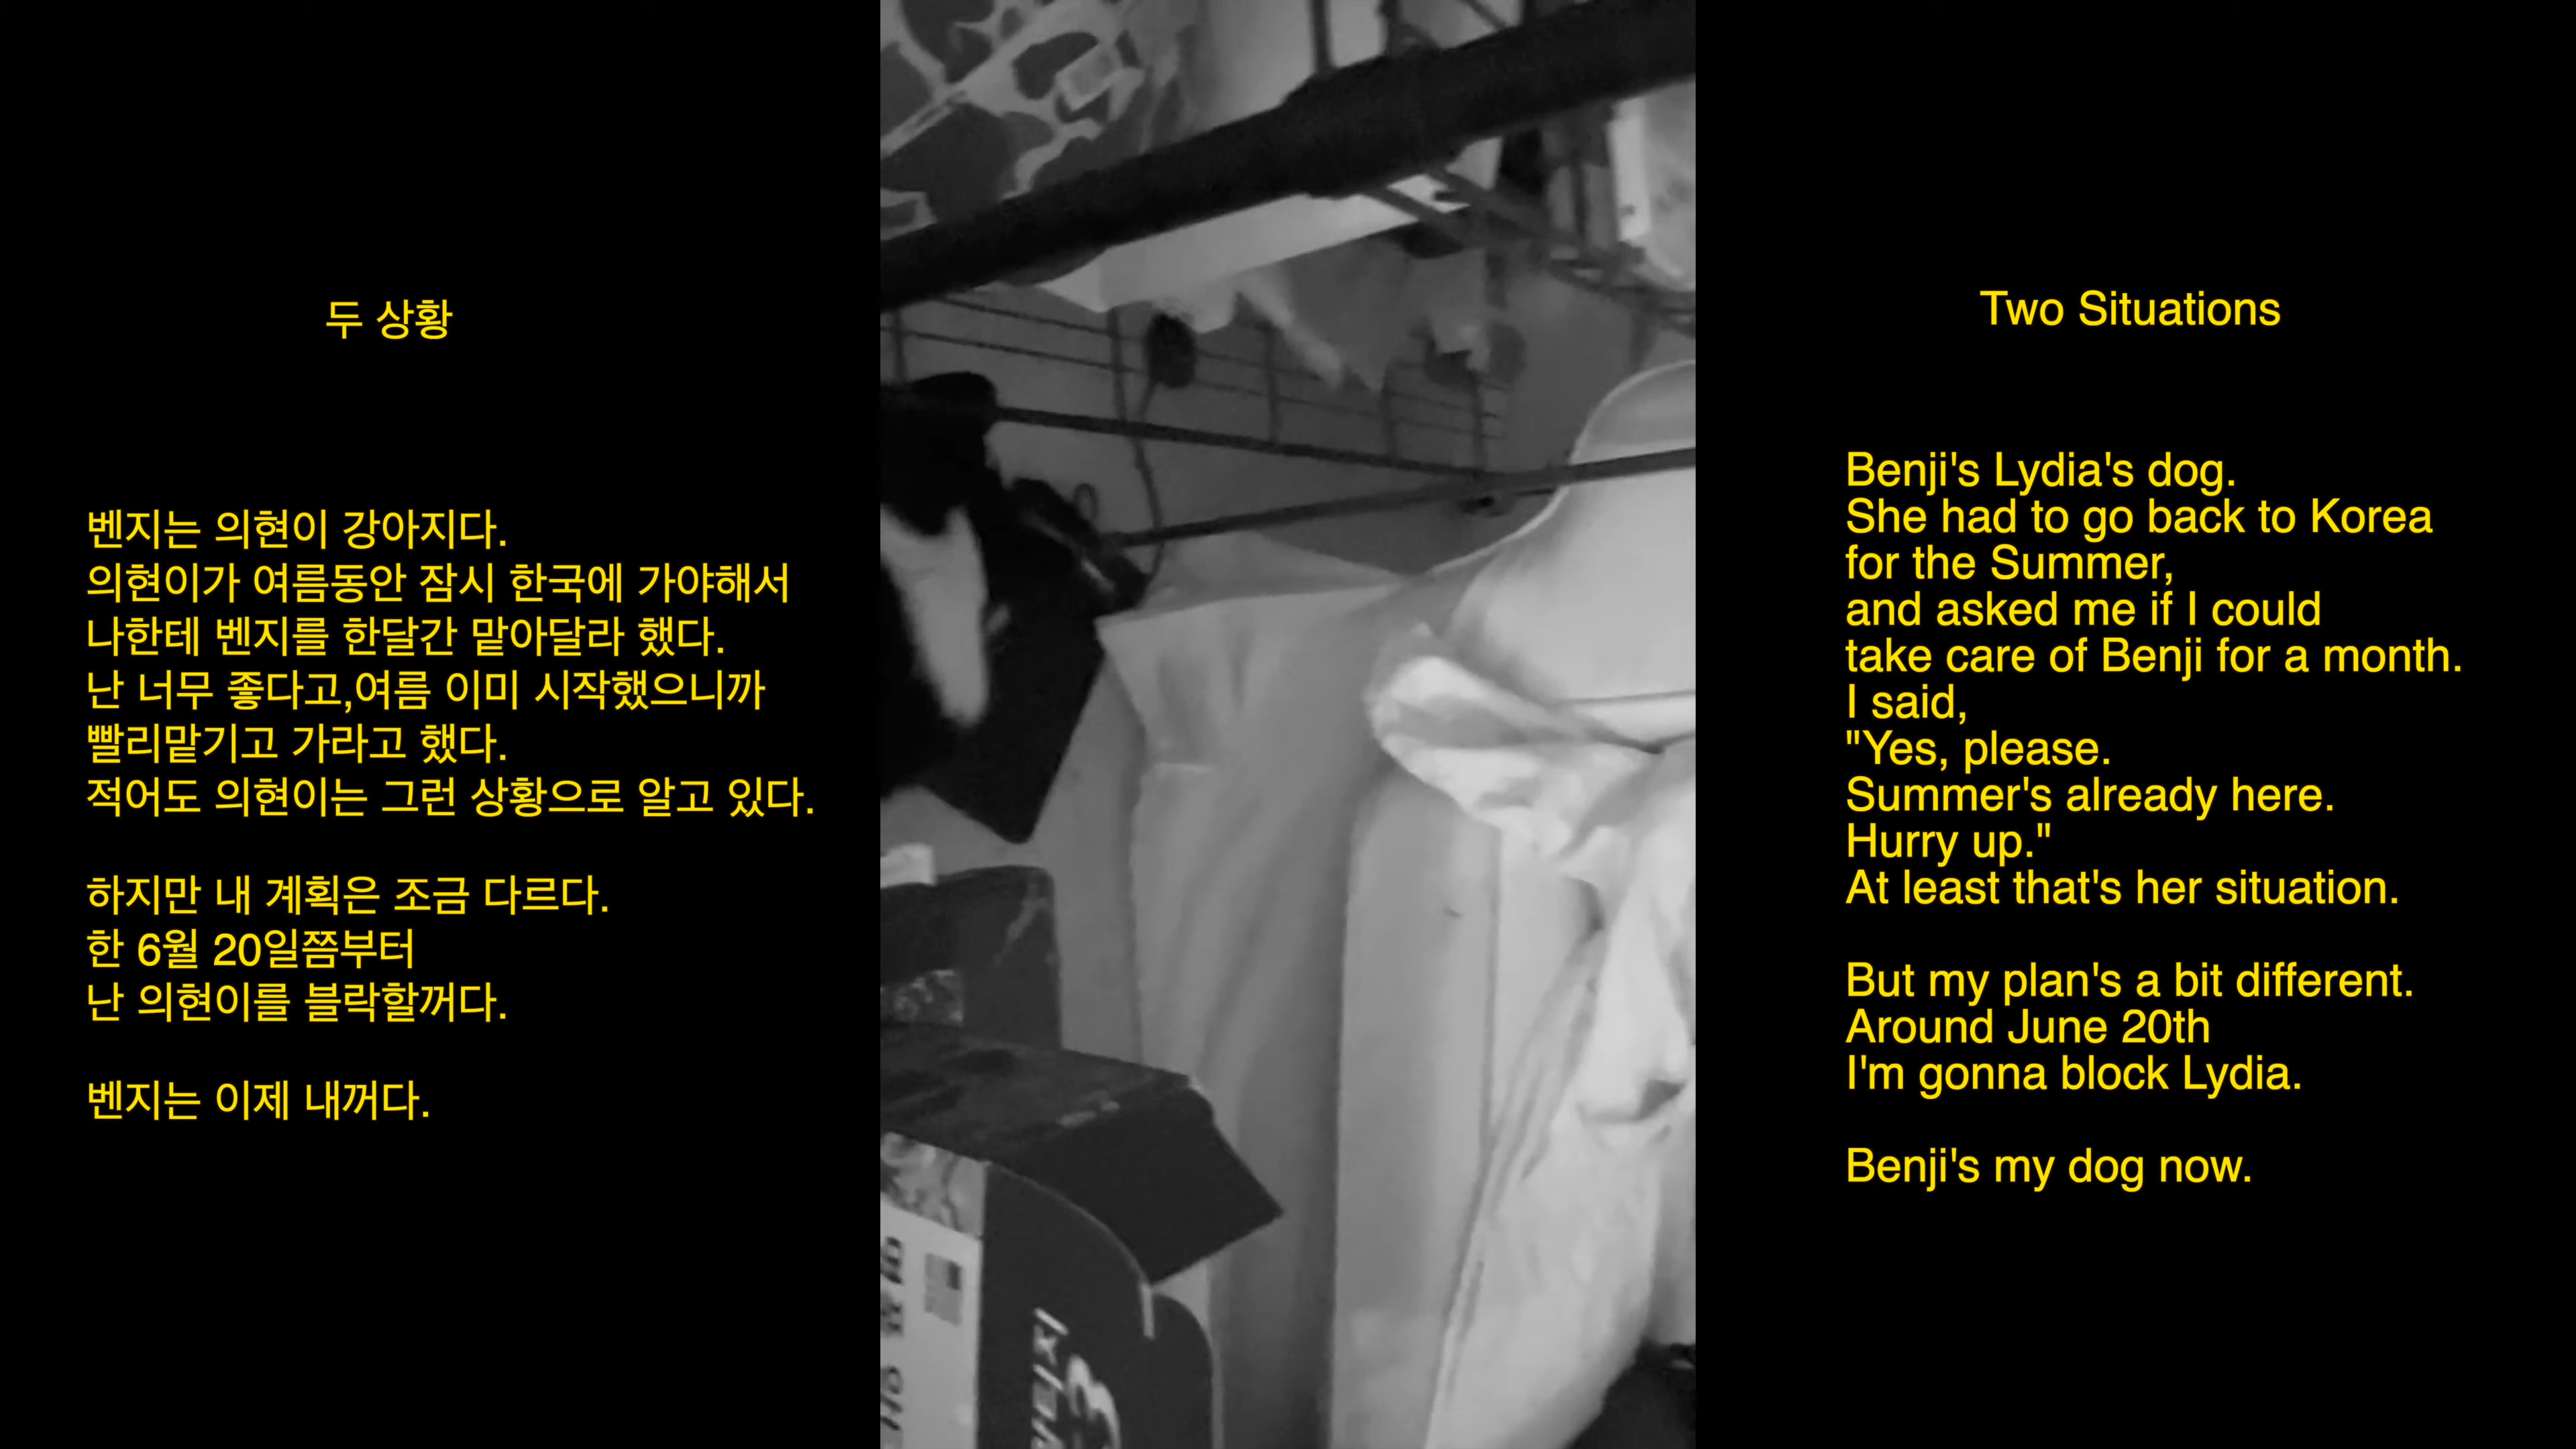 두 상황
벤지는 의현이 강아지다.
의현이가 여름동안 잠시 한국에 가야해서
나한테 벤지를 한달간 맡아달라 했다.
난 너무 좋다고,여름 이미 시작했으니까
빨리맡기고 가라고 했다.
적어도 의현이는 그런 상황으로 알고 있다.
하지만 내 계획은 조금 다르다.
한 6월 20일쯤부터
난 의현이를 블락할꺼다.
벤지는 이제 내꺼다.
Two Situations
Benji's Lydia's dog.
She had to go back to Korea
for the Summer,
and asked me if I could
take care of Benji for a month.
I said,
"Yes, please.
Summer's already here.
Hurry up."
At least that's her situation.
But my plan's a bit different.
Around June 20th
I'm gonna block Lydia.
Benji's my dog now.